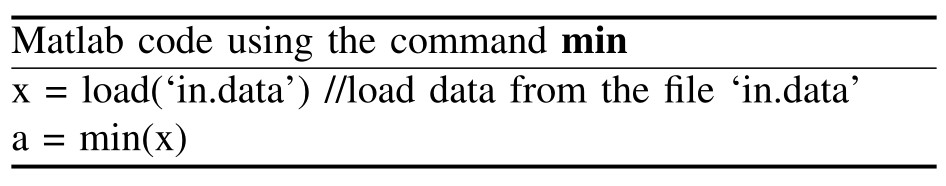 Matlab code using the command min
x = load(‘in.data’) //load data from the file ‘in.data’
a = min(x)